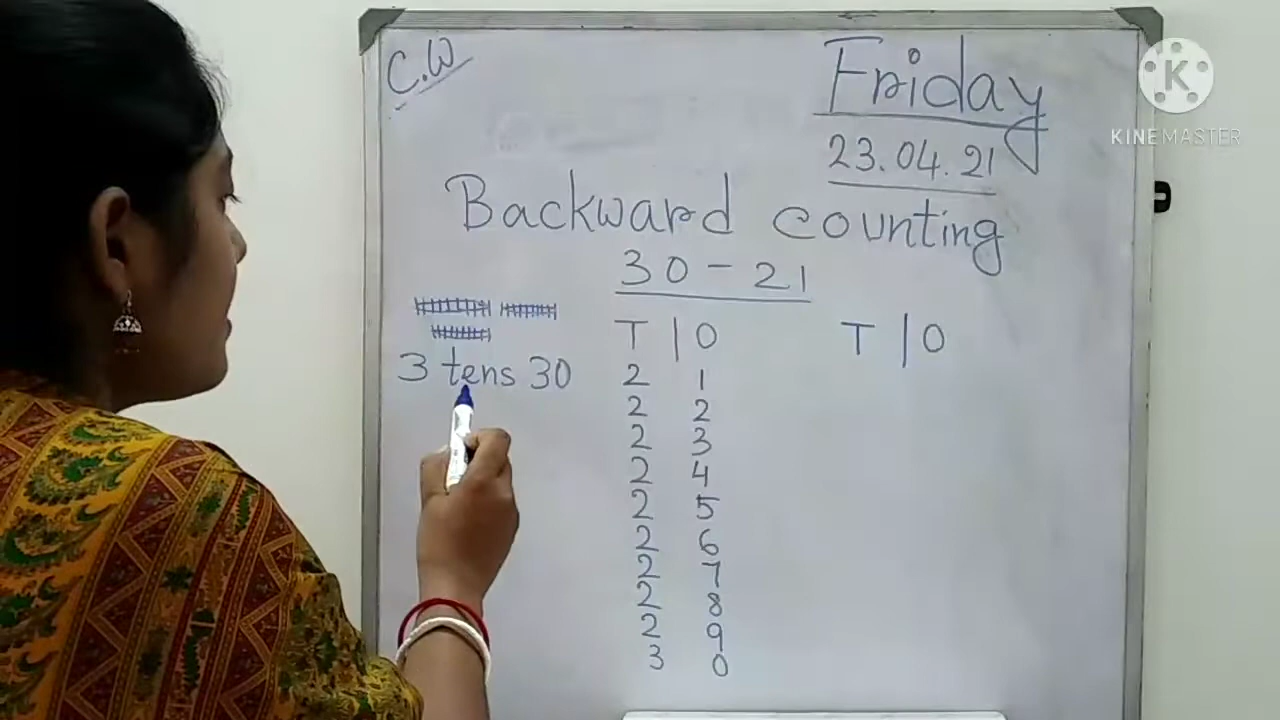 C.W
Friday
23.04.21
Backward counting
30-21
T | O
T | O
3 tens 30
2 1
2 2
2 3
2 4
2 5
2 6
2 7
2 8
2 9
3 0
K
KINEMASTER